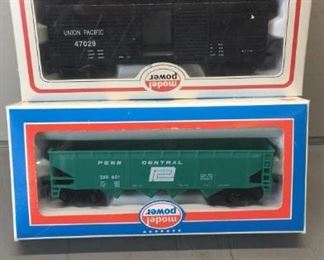 UNION PACIFIC
47029
model
power
PENN CENTRAL
model
power